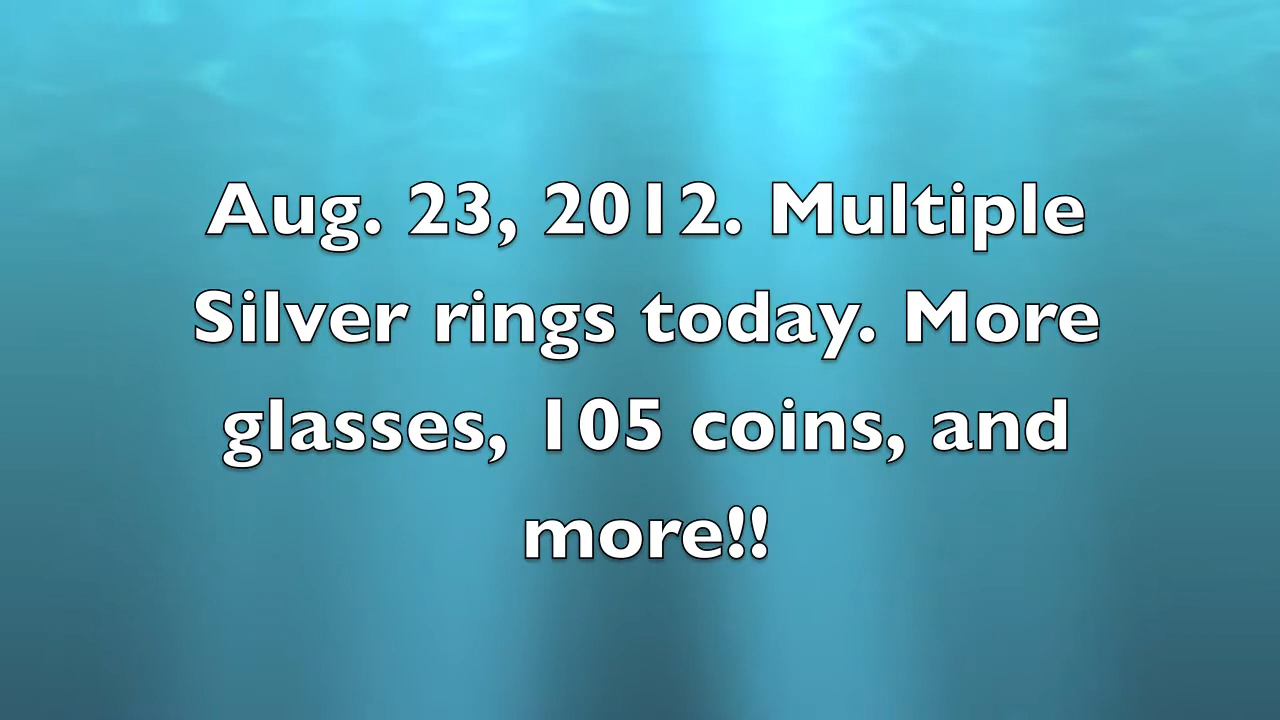 Aug. 23, 2012. Multiple
Silver rings today. More
glasses, 105 coins, and
more!!